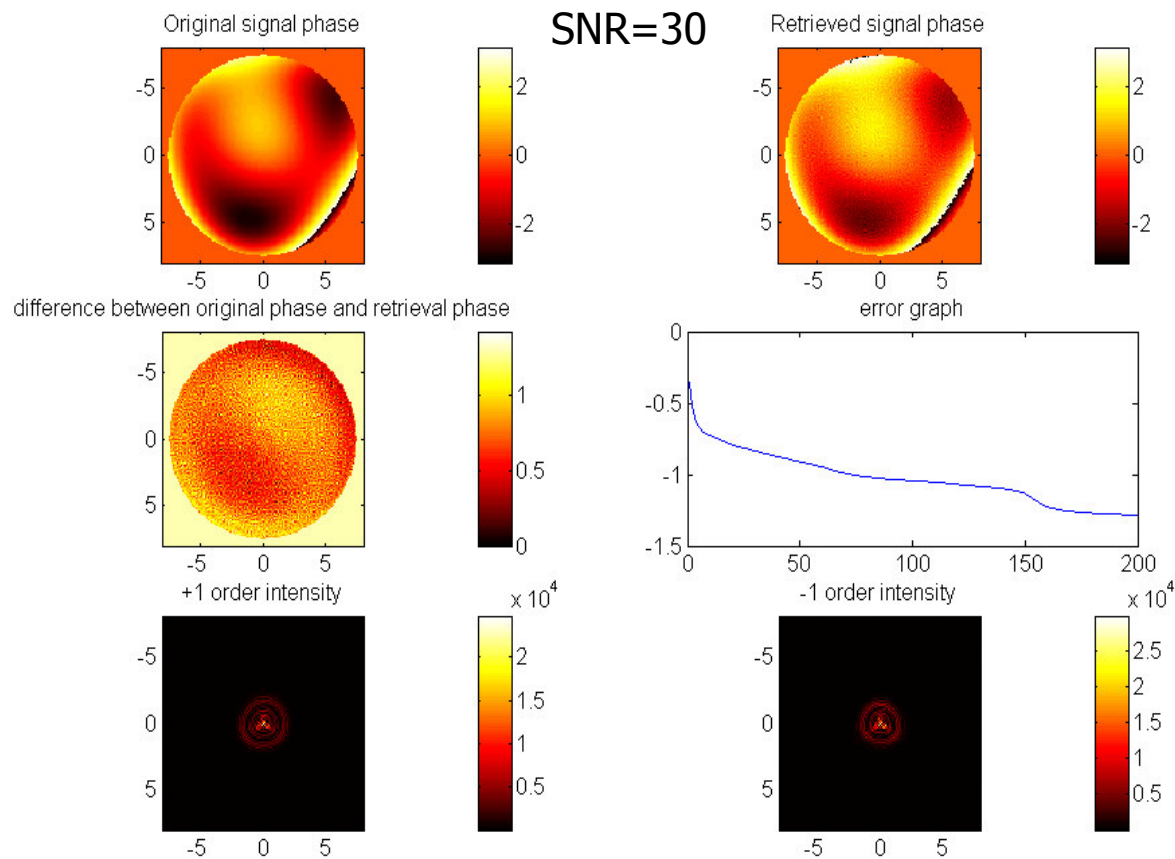 SNR=30
Original signal phase
-5
0
5
-5 0 5
2
0
-2
Retrieved signal phase
-5
0
5
-5 0 5
2
0
-2
difference between original phase and retrieval phase
-5
0
5
-5 0 5
1
0.5
0
error graph
0
-0.5
-1
-1.5
0 50 100 150 200
+1 order intensity
x 10^4
-5
0
5
-5 0 5
2
1.5
1
0.5
-1 order intensity
x 10^4
-5
0
5
-5 0 5
2.5
2
1.5
1
0.5